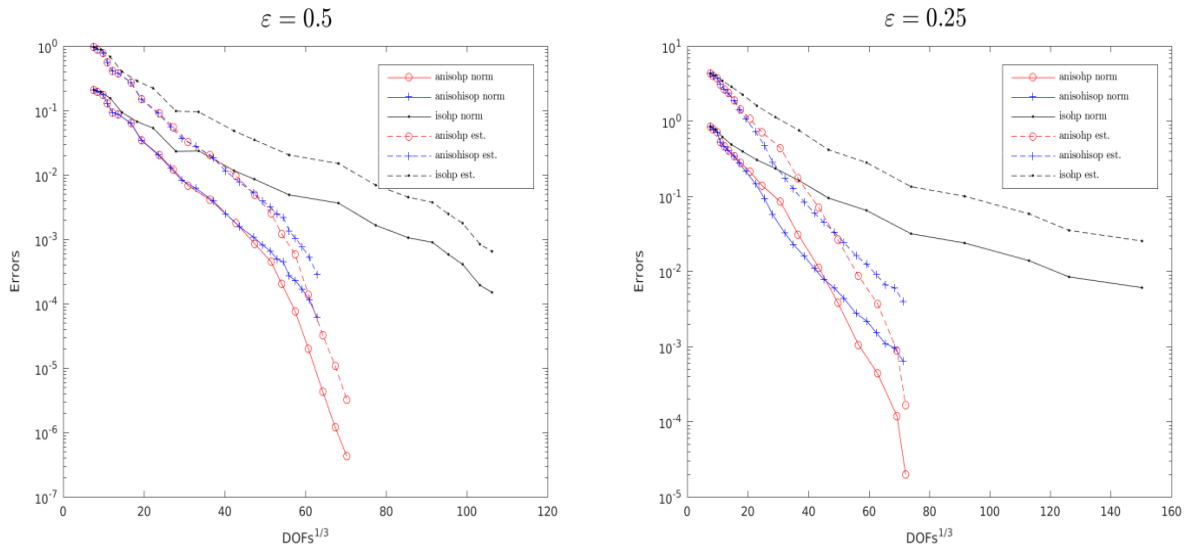 ε = 0.5
10^0
10^-1
10^-2
10^-3
10^-4
10^-5
10^-6
10^-7
Errors
0 20 40 60 80 100 120
DOFs^1/3
anisohp norm
anisohisop norm
isohp norm
anisohp est.
anisohisop est.
isohp est.
ε = 0.25
10^1
10^0
10^-1
10^-2
10^-3
10^-4
10^-5
Errors
0 20 40 60 80 100 120 140 160
DOFs^1/3
anisohp norm
anisohisop norm
isohp norm
anisohp est.
anisohisop est.
isohp est.